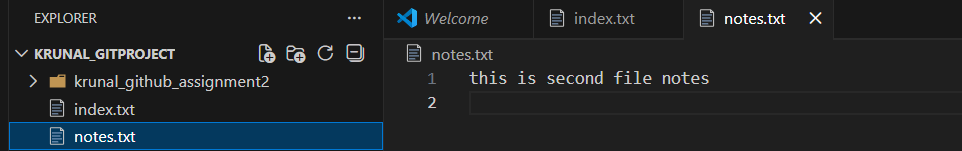 EXPLORER
KRUNAL_GITPROJECT
krunal_github_assignment2
index.txt
notes.txt
Welcome
index.txt
notes.txt
notes.txt
1 this is second file notes
2